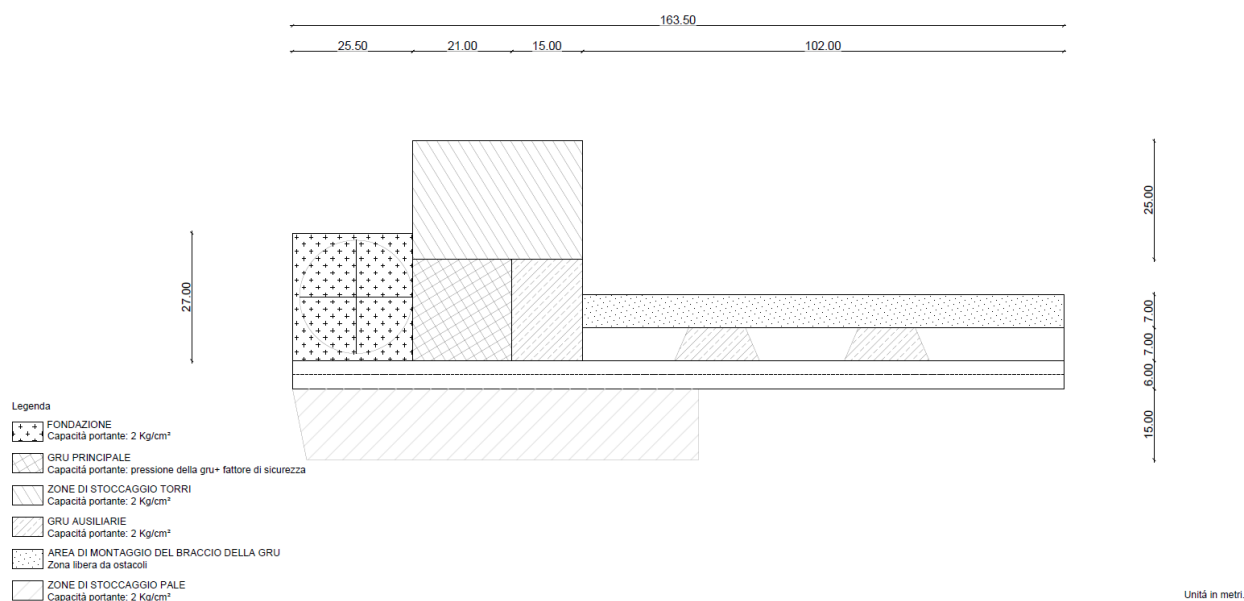 163.50
25.50
21.00
15.00
102.00
25.00
27.00
7.00
7.00
6.00
15.00
Legenda
FONDAZIONE
Capacitá portante: 2 Kg/cm²
GRU PRINCIPALE
Capacitá portante: pressione della gru+ fattore di sicurezza
ZONE DI STOCCAGGIO TORRI
Capacitá portante: 2 Kg/cm²
GRU AUSILIARIE
Capacitá portante: 2 Kg/cm²
AREA DI MONTAGGIO DEL BRACCIO DELLA GRU
Zona libera da ostacoli
ZONE DI STOCCAGGIO PALE
Capacitá portante: 2 Kg/cm²
Unitá in metri.